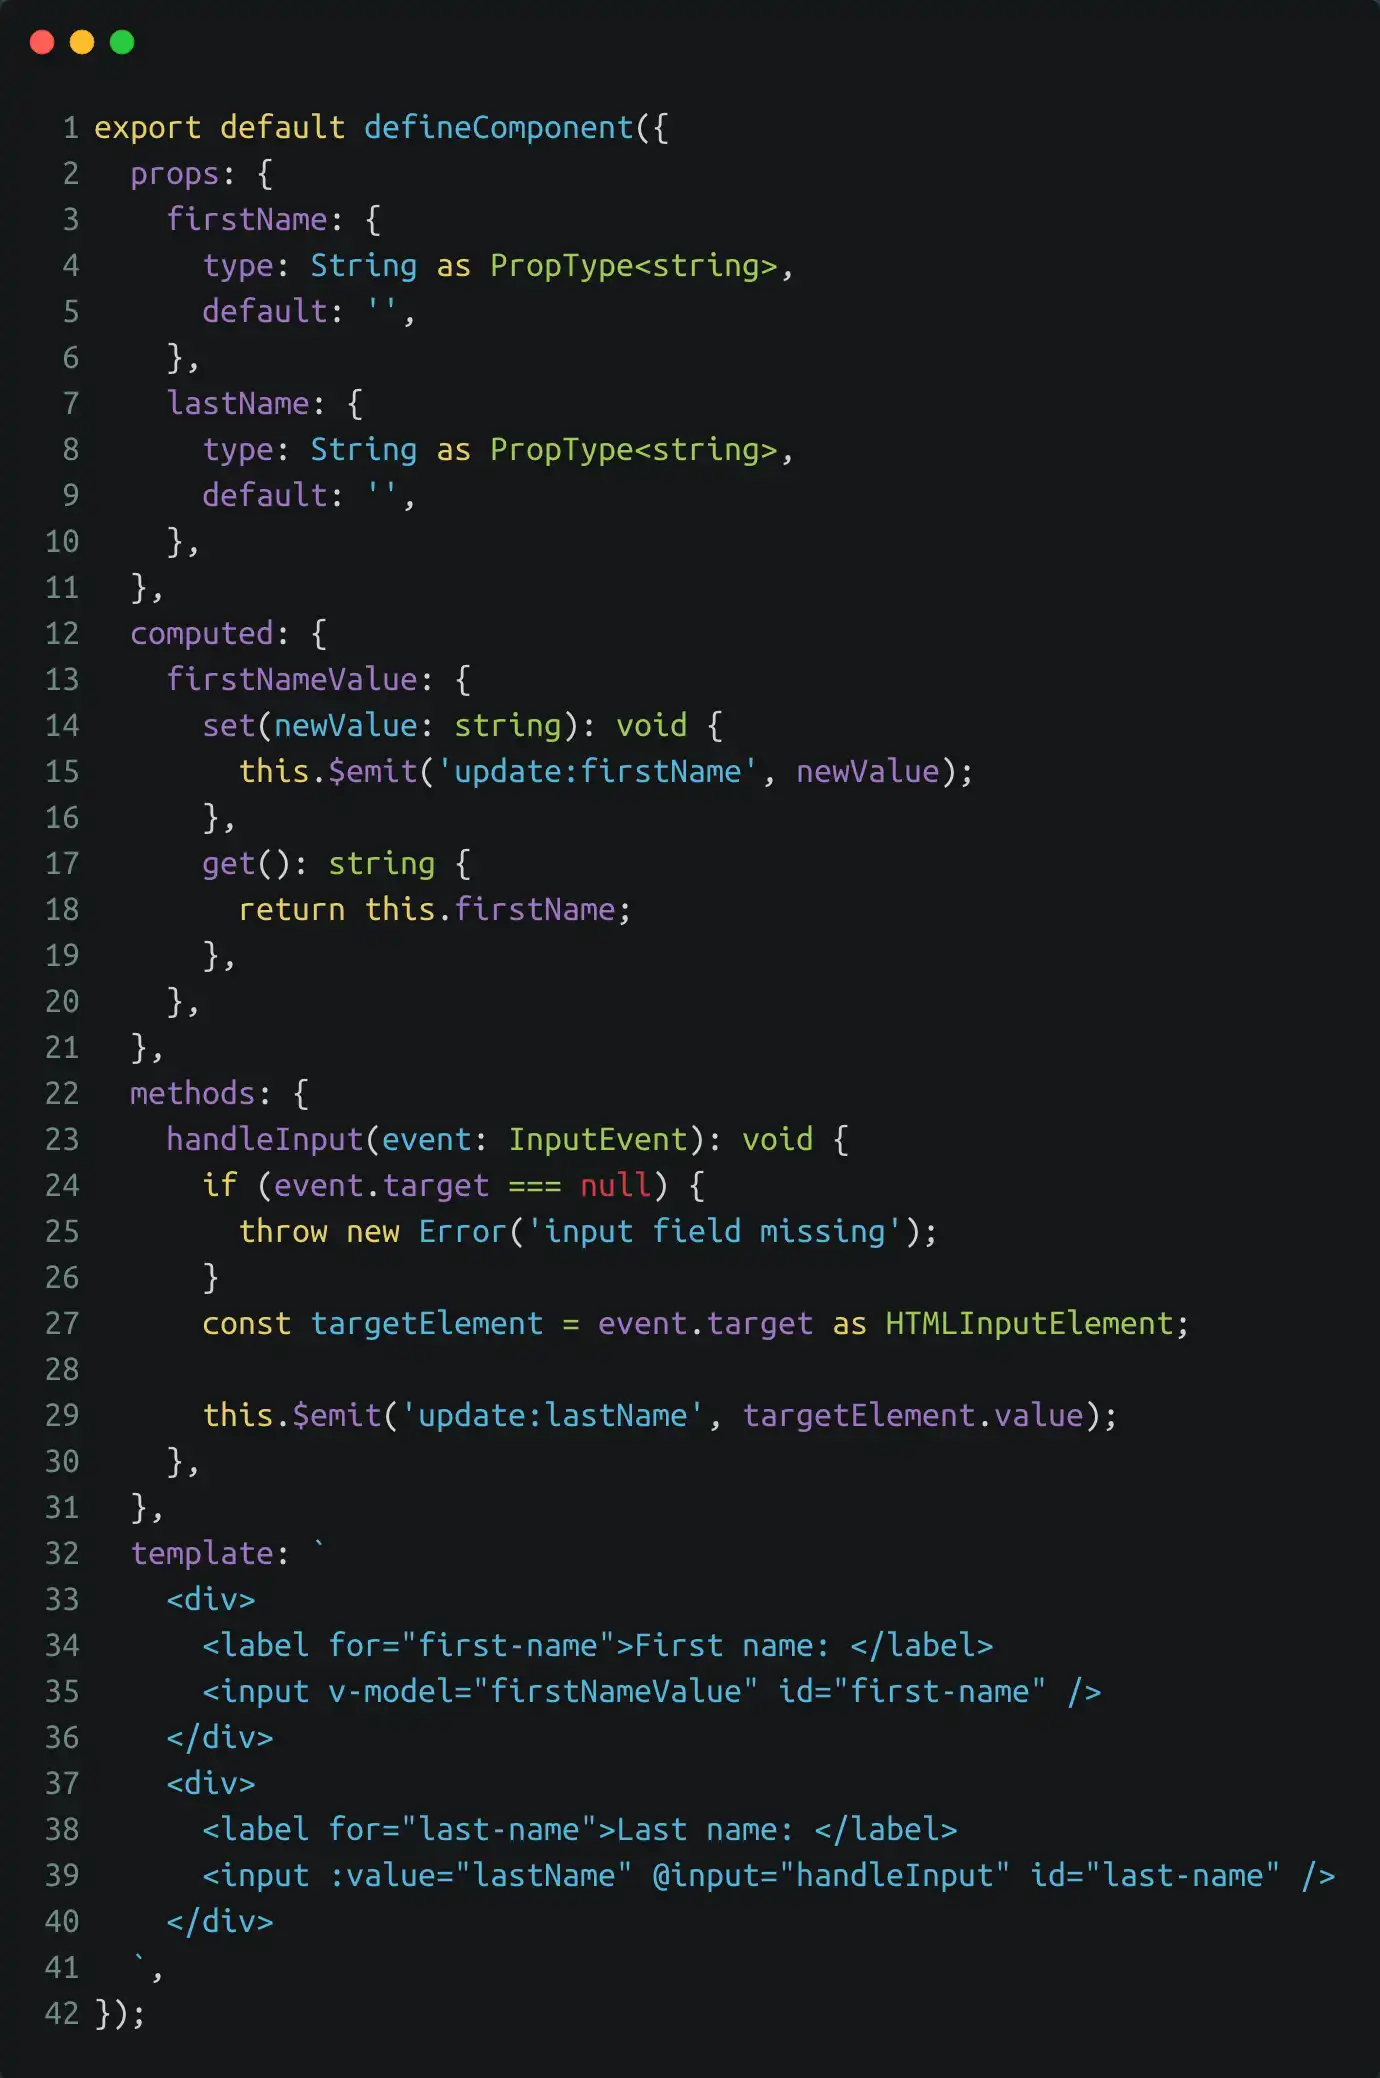 1 export default defineComponent({
2   props: {
3     firstName: {
4       type: String as PropType<string>,
5       default: '',
6     },
7     lastName: {
8       type: String as PropType<string>,
9       default: '',
10     },
11   },
12   computed: {
13     firstNameValue: {
14       set(newValue: string): void {
15         this.$emit('update:firstName', newValue);
16       },
17       get(): string {
18         return this.firstName;
19       },
20     },
21   },
22   methods: {
23     handleInput(event: InputEvent): void {
24       if (event.target === null) {
25         throw new Error('input field missing');
26       }
27       const targetElement = event.target as HTMLInputElement;
28
29       this.$emit('update:lastName', targetElement.value);
30     },
31   },
32   template: `
33     <div>
34       <label for="first-name">First name: </label>
35       <input v-model="firstNameValue" id="first-name" />
36     </div>
37     <div>
38       <label for="last-name">Last name: </label>
39       <input :value="lastName" @input="handleInput" id="last-name" />
40     </div>
41   `,
42 });